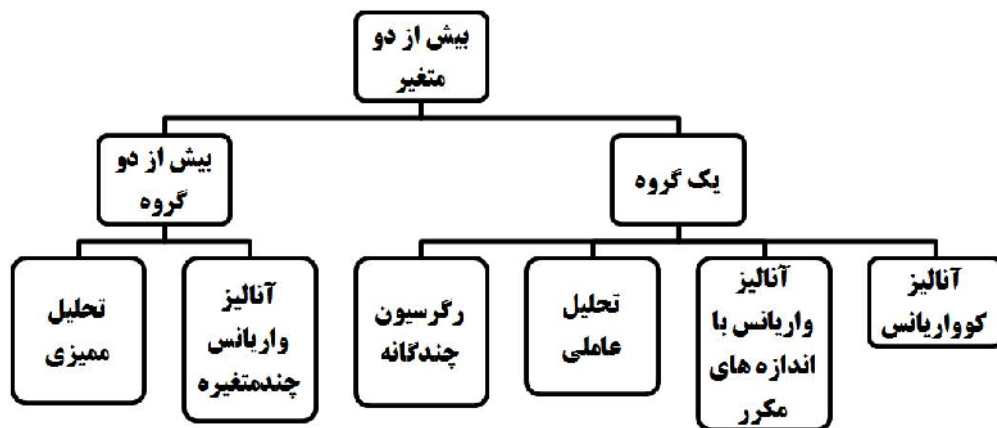 بیش از دو
متغیر
یک گروه
بیش از دو
گروه
آنالیز
کوواریانس
آنالیز
واریانس با
اندازه های
مکرر
تحلیل
عاملی
رگرسیون
چندگانه
آنالیز
واریانس
چندمتغیره
تحلیل
ممیزی